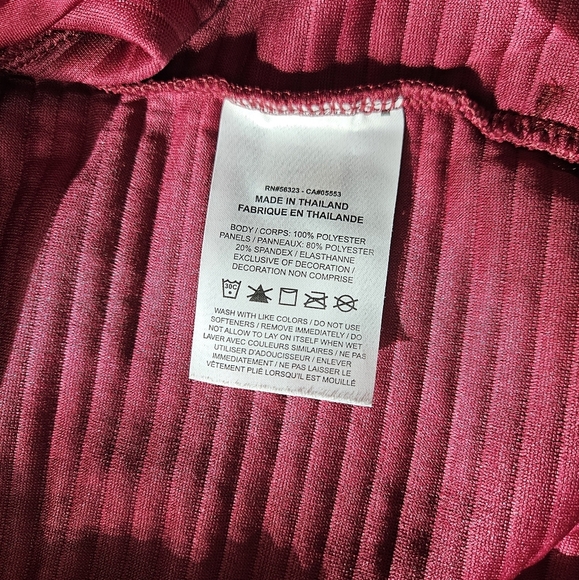 RN#56323 - CA#05553
MADE IN THAILAND
FABRIQUE EN THAILANDE
BODY / CORPS: 100% POLYESTER
PANELS / PANNEAUX: 80% POLYESTER
20% SPANDEX / ELASTHANNE
EXCLUSIVE OF DECORATION /
DECORATION NON COMPRISE
30C
WASH WITH LIKE COLORS / DO NOT USE
SOFTENERS / REMOVE IMMEDIATELY / DO
NOT ALLOW TO LAY ON ITSELF WHEN WET
LAVER AVEC COULEURS SIMILAIRES / NE PAS
UTILISER D'ADOUCISSEUR / ENLEVER
IMMEDIATEMENT / NE PAS LAISSER LE
VÊTEMENT PLIÉ LORSQU'IL EST MOUILLÉ